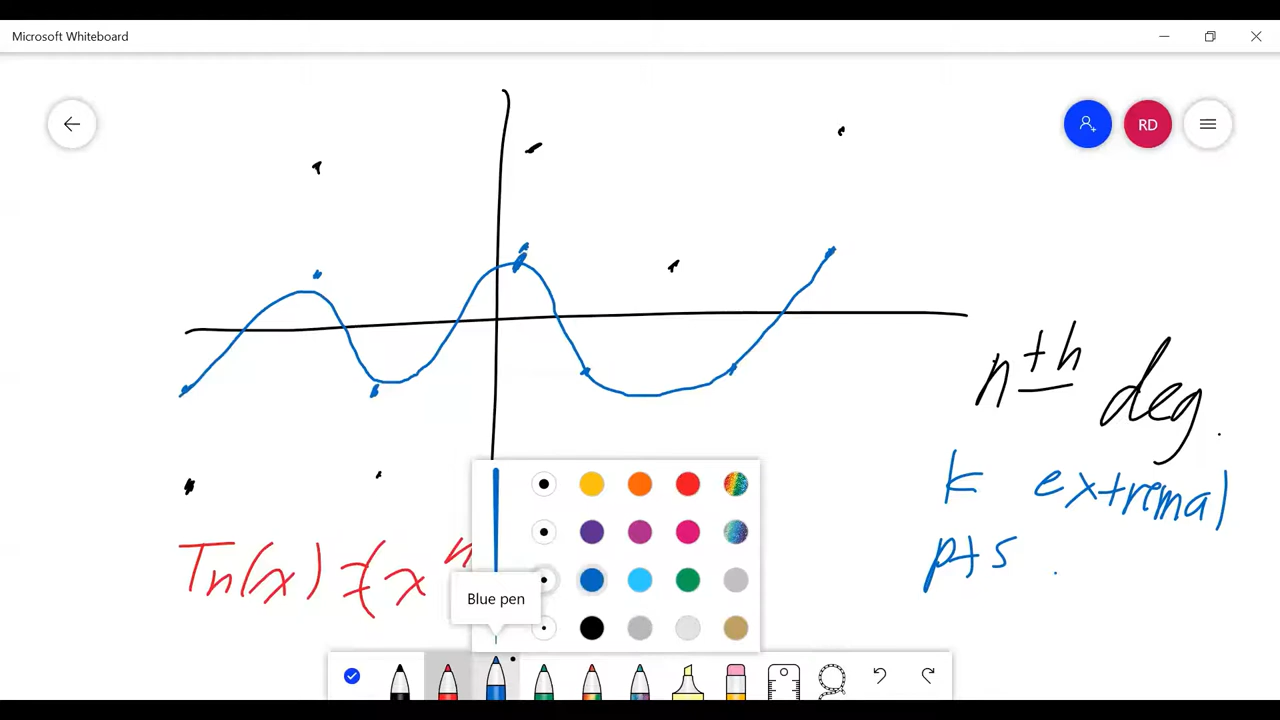 Microsoft Whiteboard
RD
nth deg.
k extremal
pts.
Tn(x) = (x^n
Blue pen